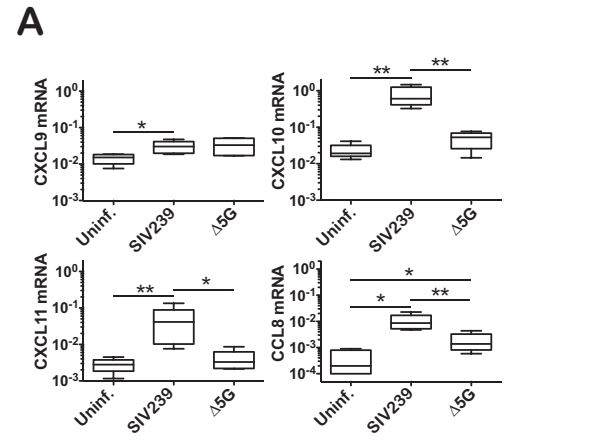 A
CXCL9 mRNA
10⁰
10⁻¹
10⁻²
10⁻³
*
Uninf.
SIV239
Δ5G
CXCL10 mRNA
10⁰
10⁻¹
10⁻²
10⁻³
**
**
Uninf.
SIV239
Δ5G
CXCL11 mRNA
10⁰
10⁻¹
10⁻²
10⁻³
**
*
Uninf.
SIV239
Δ5G
CCL8 mRNA
10⁰
10⁻¹
10⁻²
10⁻³
10⁻⁴
*
*
**
Uninf.
SIV239
Δ5G